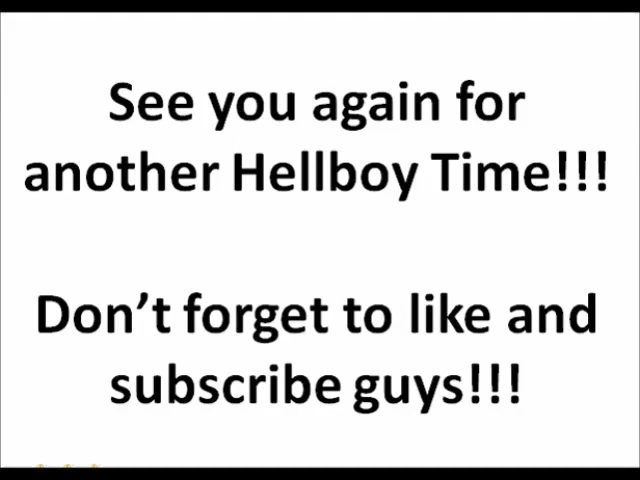 See you again for
another Hellboy Time!!!
Don’t forget to like and
subscribe guys!!!